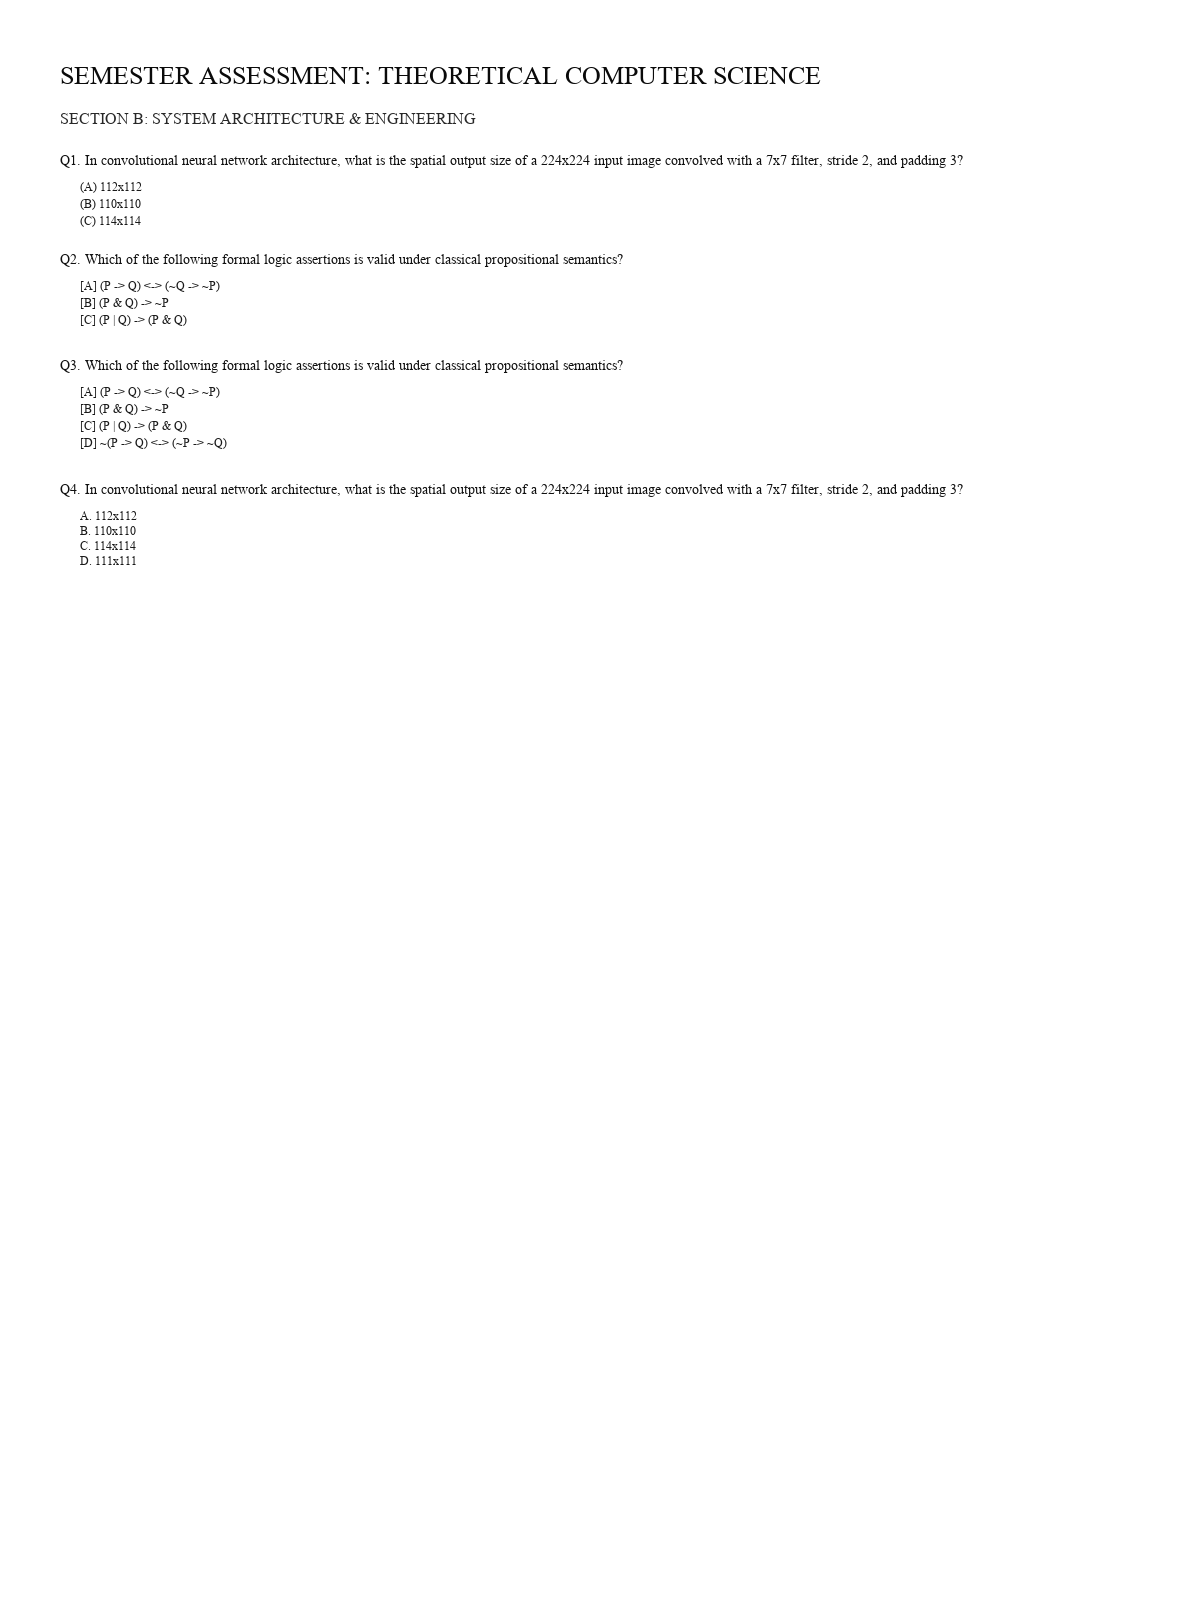 SEMESTER ASSESSMENT: THEORETICAL COMPUTER SCIENCE
SECTION B: SYSTEM ARCHITECTURE & ENGINEERING
Q1. In convolutional neural network architecture, what is the spatial output size of a 224x224 input image convolved with a 7x7 filter, stride 2, and padding 3?
(A) 112x112
(B) 110x110
(C) 114x114
Q2. Which of the following formal logic assertions is valid under classical propositional semantics?
[A] (P -> Q) <-> (~Q -> ~P)
[B] (P & Q) -> ~P
[C] (P | Q) -> (P & Q)
Q3. Which of the following formal logic assertions is valid under classical propositional semantics?
[A] (P -> Q) <-> (~Q -> ~P)
[B] (P & Q) -> ~P
[C] (P | Q) -> (P & Q)
[D] ~(P -> Q) <-> (~P -> ~Q)
Q4. In convolutional neural network architecture, what is the spatial output size of a 224x224 input image convolved with a 7x7 filter, stride 2, and padding 3?
A. 112x112
B. 110x110
C. 114x114
D. 111x111